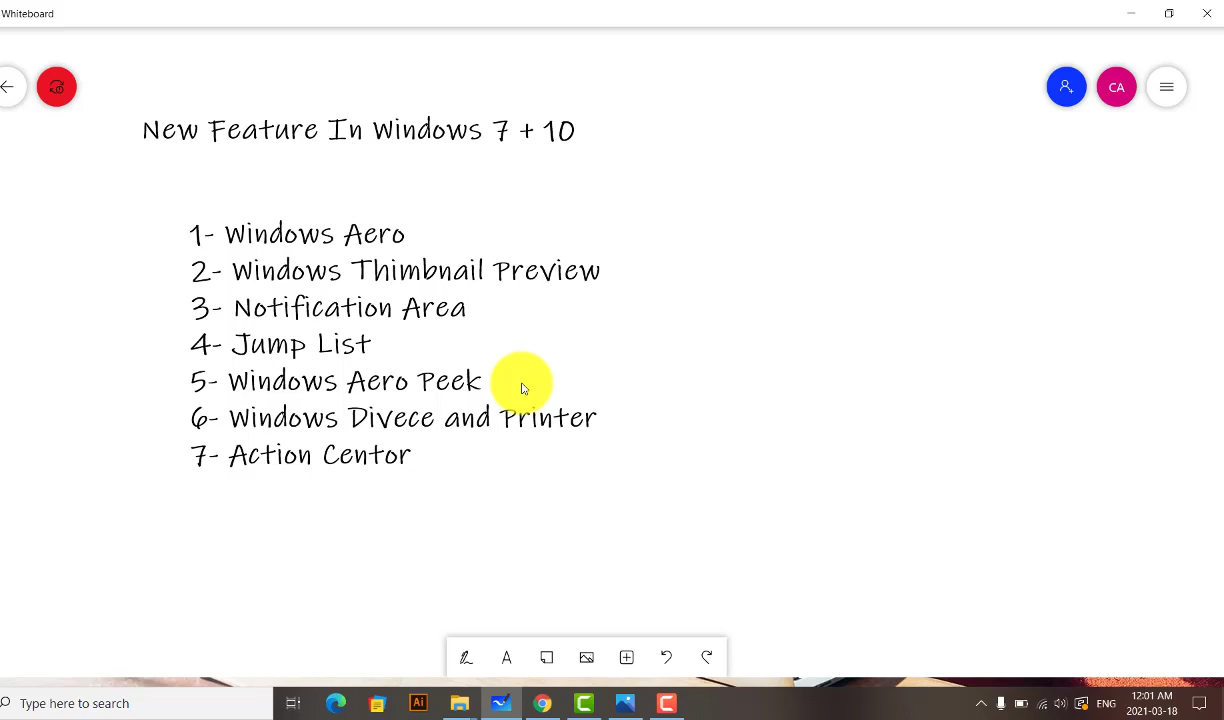 Whiteboard
CA
New Feature In Windows 7 + 10
1- Windows Aero
2- Windows Thimbnail Preview
3- Notification Area
4- Jump List
5- Windows Aero Peek
6- Windows Divece and Printer
7- Action Centor
A
Type here to search
Ai
ENG
12:01 AM
2021-03-18